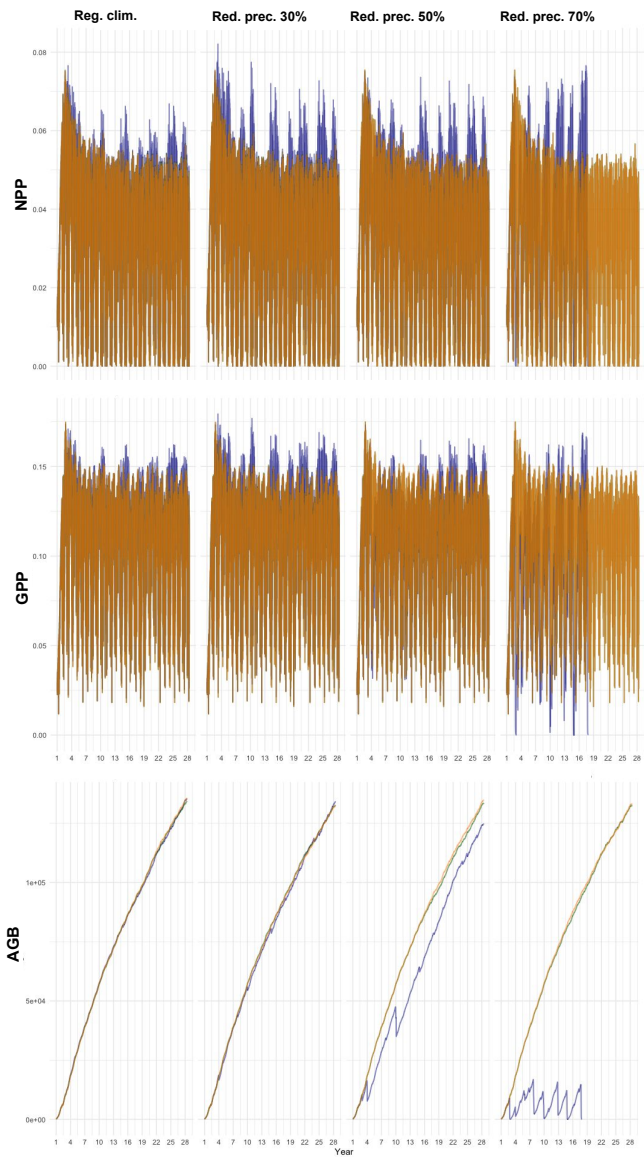 Reg. clim. Red. prec. 30% Red. prec. 50% Red. prec. 70%
0.08
0.06
NPP
0.04
0.02
0.00
0.15
0.10
GPP
0.05
0.00
1 4 7 10 13 16 19 22 25 28 1 4 7 10 13 16 19 22 25 28 1 4 7 10 13 16 19 22 25 28 1 4 7 10 13 16 19 22 25 28
1e+05
AGB
5e+04
0e+00
1 4 7 10 13 16 19 22 25 28 1 4 7 10 13 16 19 22 25 28 1 4 7 10 13 16 19 22 25 28 1 4 7 10 13 16 19 22 25 28
Year